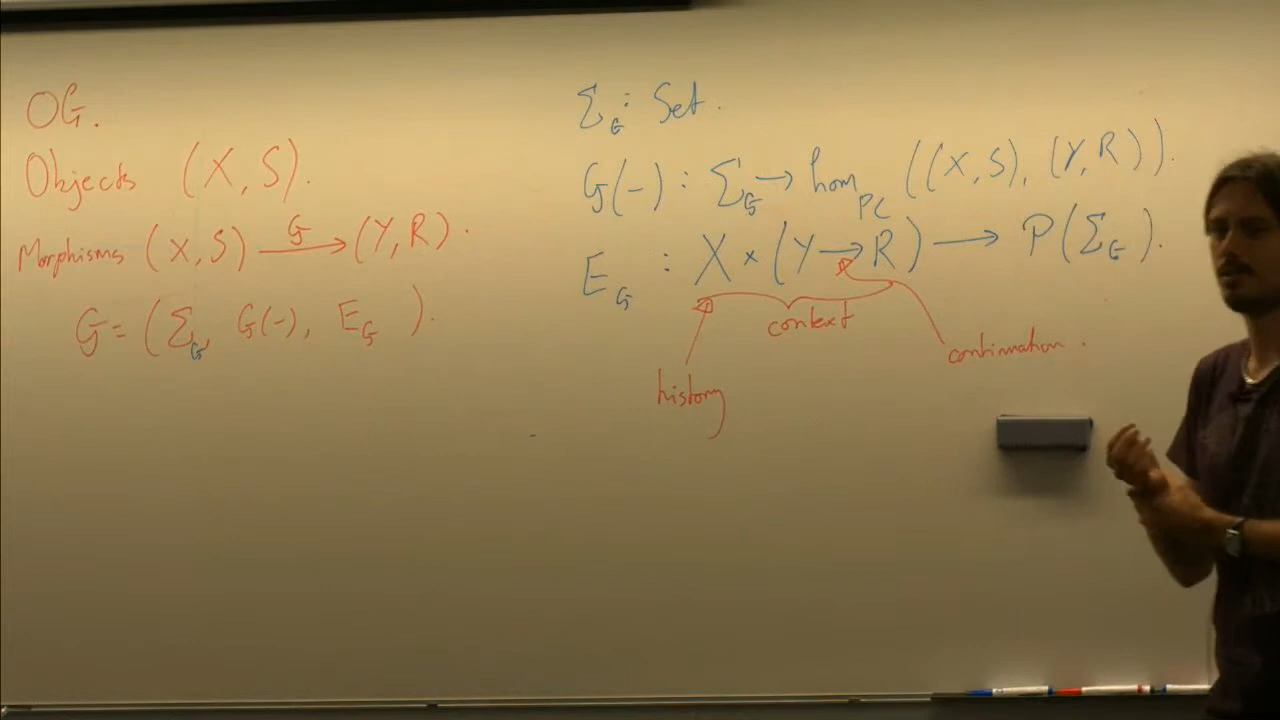 OG.
Objects (X, S).
Morphisms (X, S) —G→ (Y, R).
G = (Σ_G, G(-), E_G ).
Σ_G : Set.
G(-) : Σ_G → hom_PC ((X, S), (Y, R)).
E_G : X × (Y → R) → P(Σ_G).
context
continuation.
history